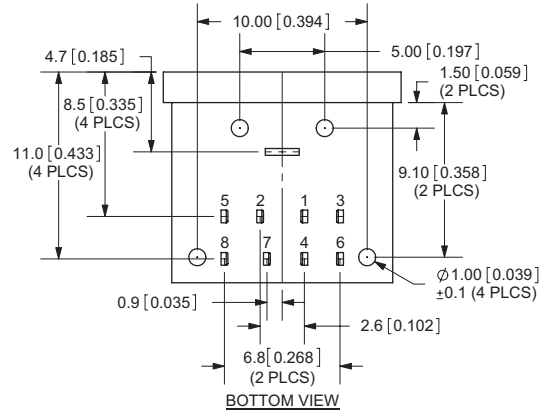 10.00 [0.394]
4.7 [0.185]
5.00 [0.197]
1.50 [0.059]
(2 PLCS)
8.5 [0.335]
(4 PLCS)
11.0 [0.433]
(4 PLCS)
9.10 [0.358]
(2 PLCS)
5 2 1 3
8 7 4 6
∅1.00 [0.039]
±0.1 (4 PLCS)
0.9 [0.035]
2.6 [0.102]
6.8 [0.268]
(2 PLCS)
BOTTOM VIEW